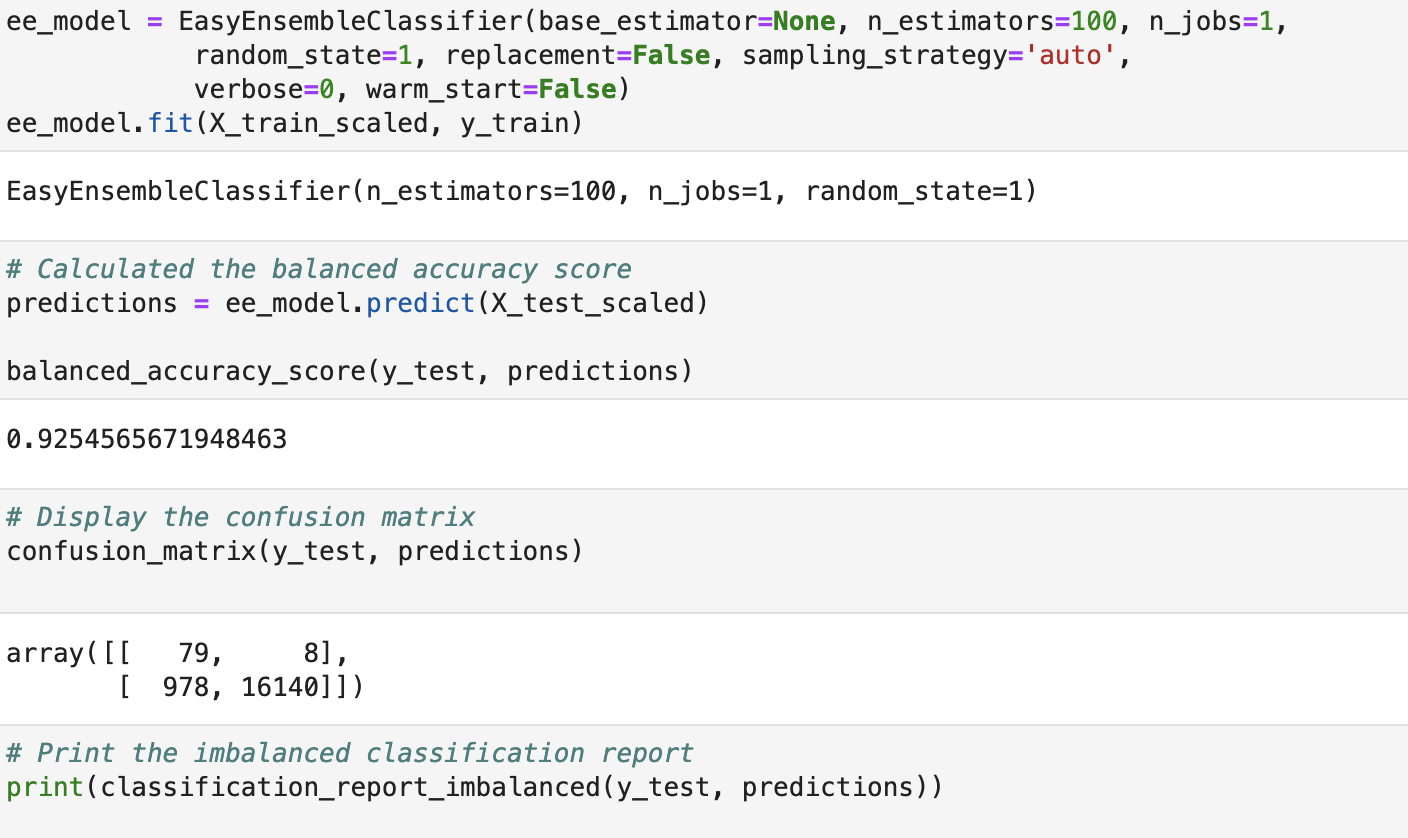 ee_model = EasyEnsembleClassifier(base_estimator=None, n_estimators=100, n_jobs=1,
            random_state=1, replacement=False, sampling_strategy='auto',
            verbose=0, warm_start=False)
ee_model.fit(X_train_scaled, y_train)
EasyEnsembleClassifier(n_estimators=100, n_jobs=1, random_state=1)
# Calculated the balanced accuracy score
predictions = ee_model.predict(X_test_scaled)
balanced_accuracy_score(y_test, predictions)
0.9254565671948463
# Display the confusion matrix
confusion_matrix(y_test, predictions)
array([[   79,     8],
       [  978, 16140]])
# Print the imbalanced classification report
print(classification_report_imbalanced(y_test, predictions))